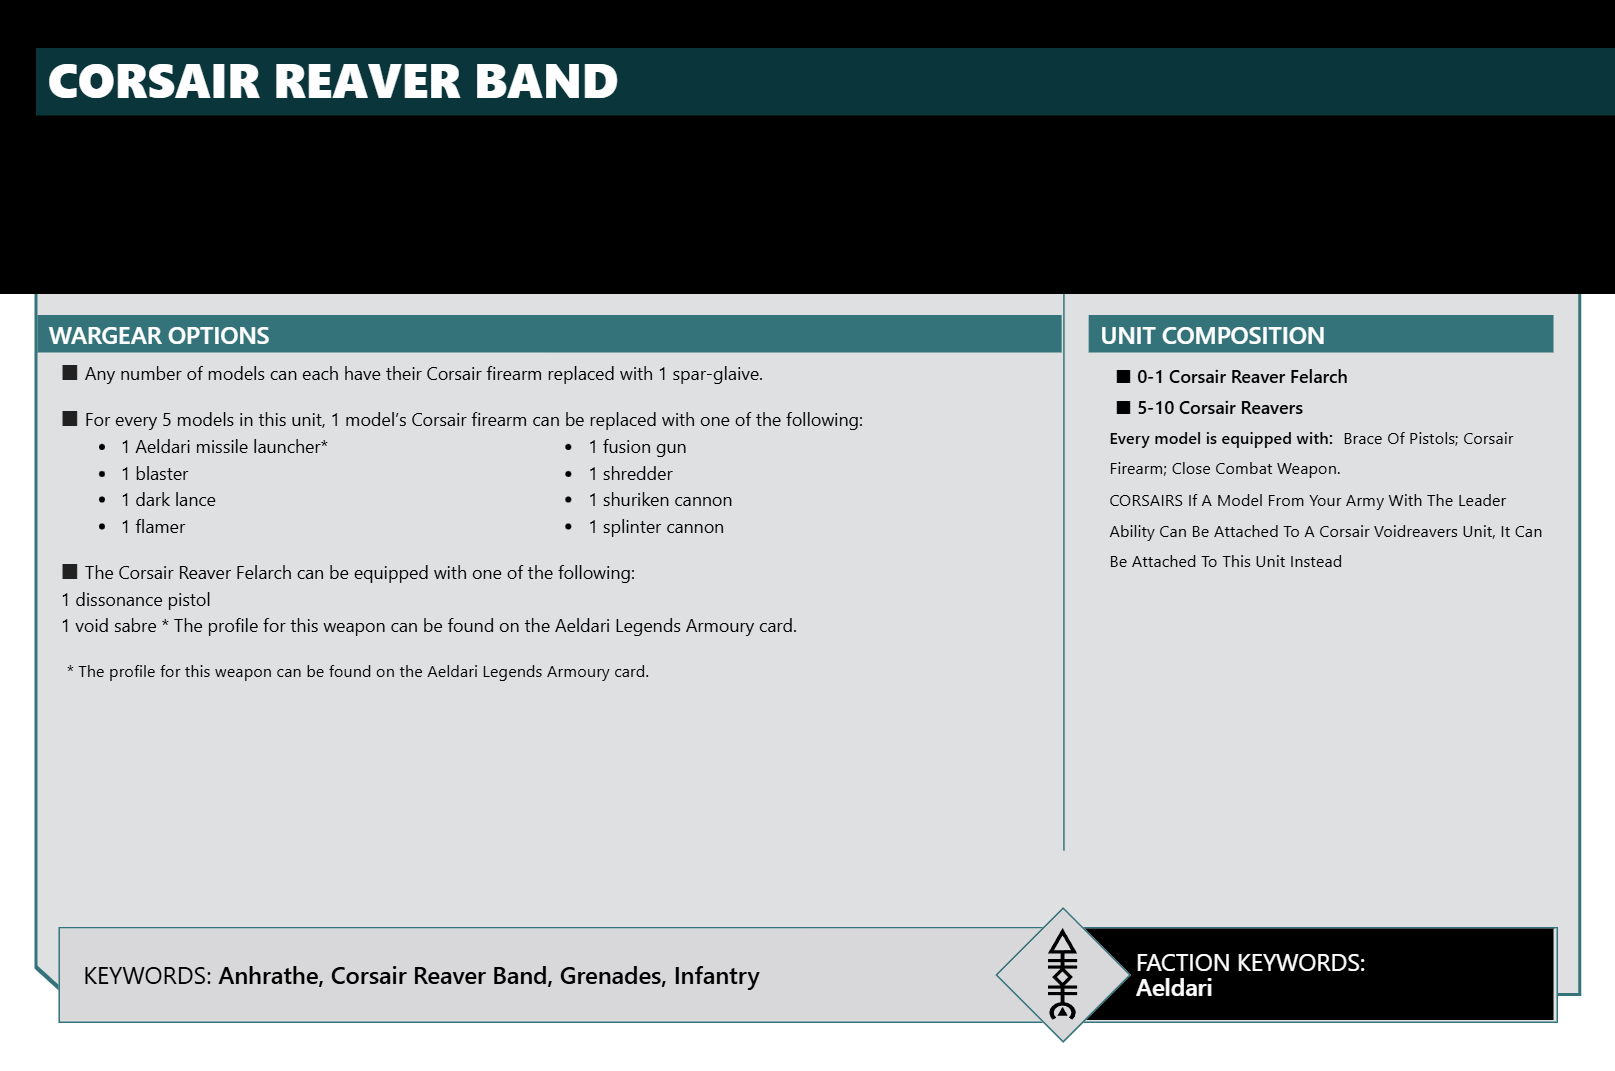 CORSAIR REAVER BAND
WARGEAR OPTIONS
■ Any number of models can each have their Corsair firearm replaced with 1 spar-glaive.
■ For every 5 models in this unit, 1 model’s Corsair firearm can be replaced with one of the following:
• 1 Aeldari missile launcher*
• 1 blaster
• 1 dark lance
• 1 flamer
• 1 fusion gun
• 1 shredder
• 1 shuriken cannon
• 1 splinter cannon
■ The Corsair Reaver Felarch can be equipped with one of the following:
1 dissonance pistol
1 void sabre * The profile for this weapon can be found on the Aeldari Legends Armoury card.
* The profile for this weapon can be found on the Aeldari Legends Armoury card.
UNIT COMPOSITION
■ 0-1 Corsair Reaver Felarch
■ 5-10 Corsair Reavers
Every model is equipped with: Brace Of Pistols; Corsair
Firearm; Close Combat Weapon.
CORSAIRS If A Model From Your Army With The Leader
Ability Can Be Attached To A Corsair Voidreavers Unit, It Can
Be Attached To This Unit Instead
KEYWORDS: Anhrathe, Corsair Reaver Band, Grenades, Infantry
FACTION KEYWORDS:
Aeldari